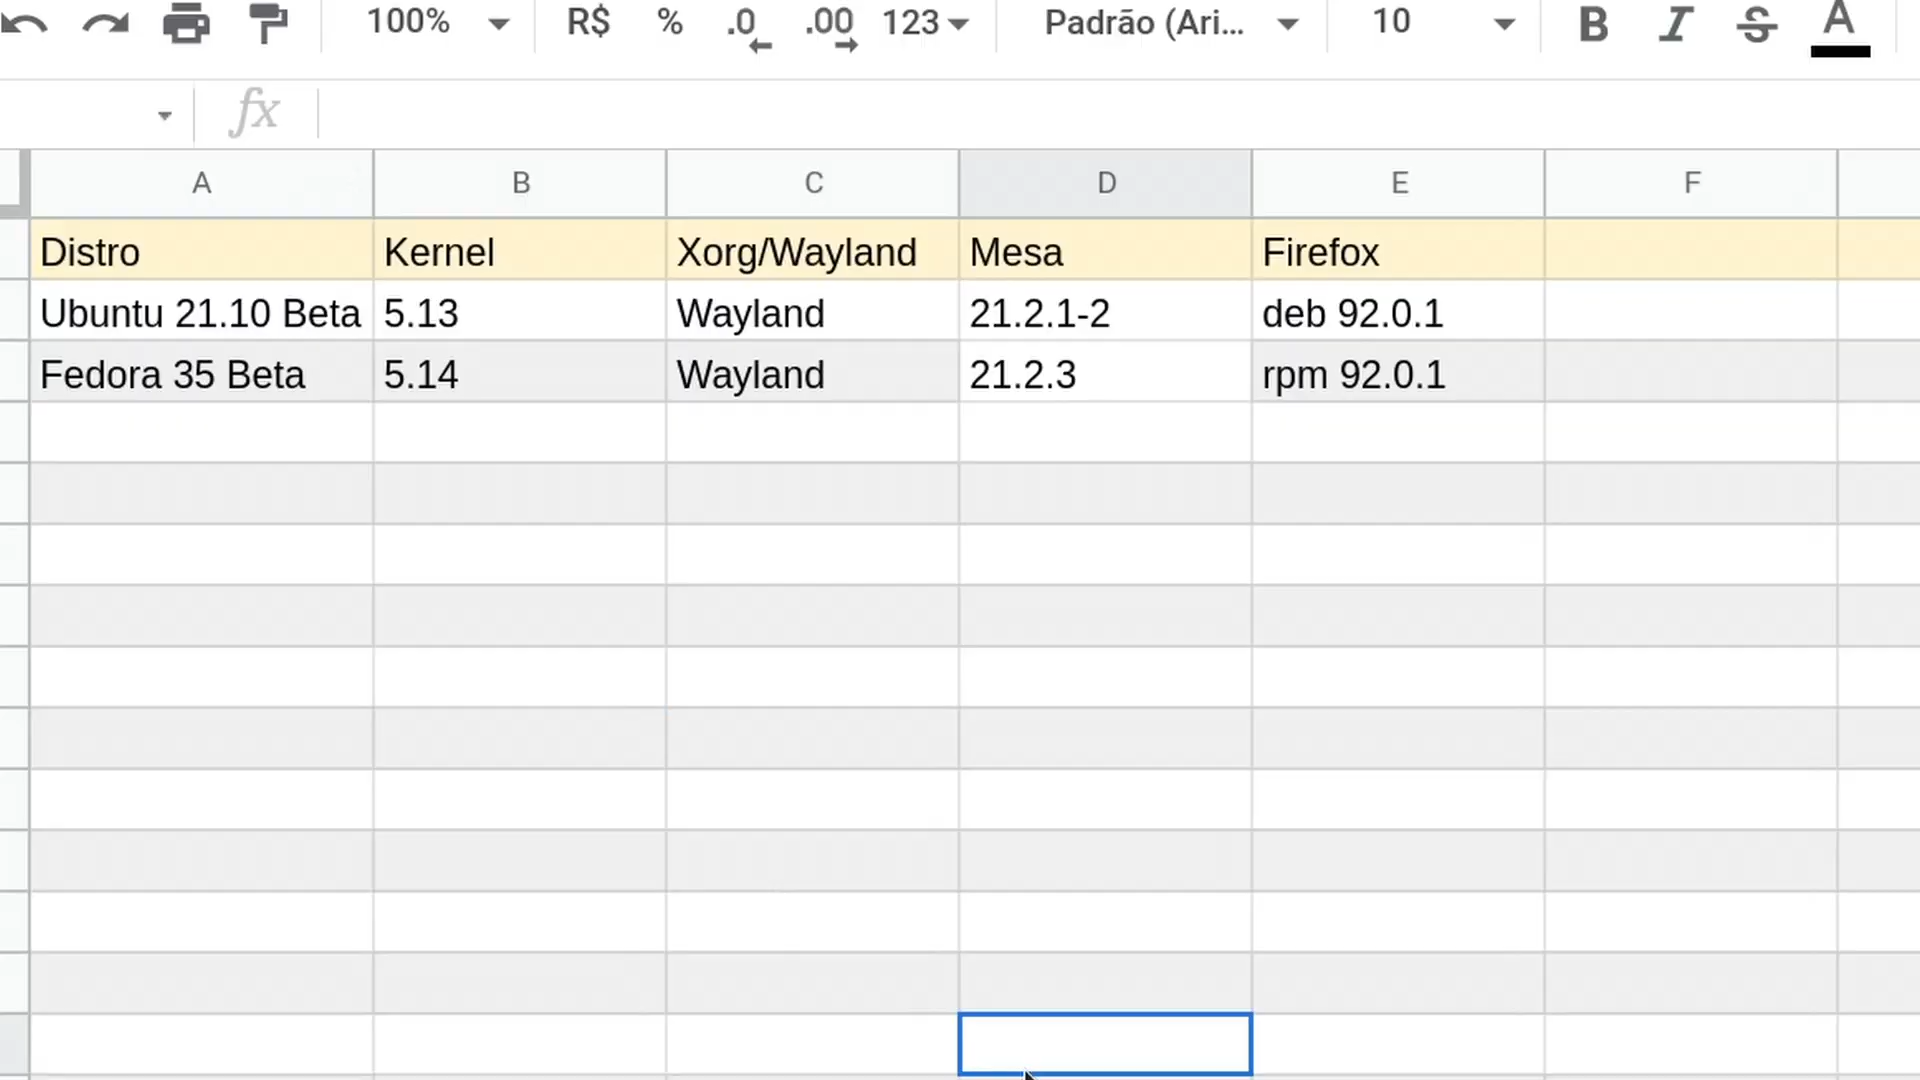 100% R$ % .0 .00 123 Padrão (Ari... 10 B I S A
fx
A B C D E F
Distro Kernel Xorg/Wayland Mesa Firefox
Ubuntu 21.10 Beta 5.13 Wayland 21.2.1-2 deb 92.0.1
Fedora 35 Beta 5.14 Wayland 21.2.3 rpm 92.0.1